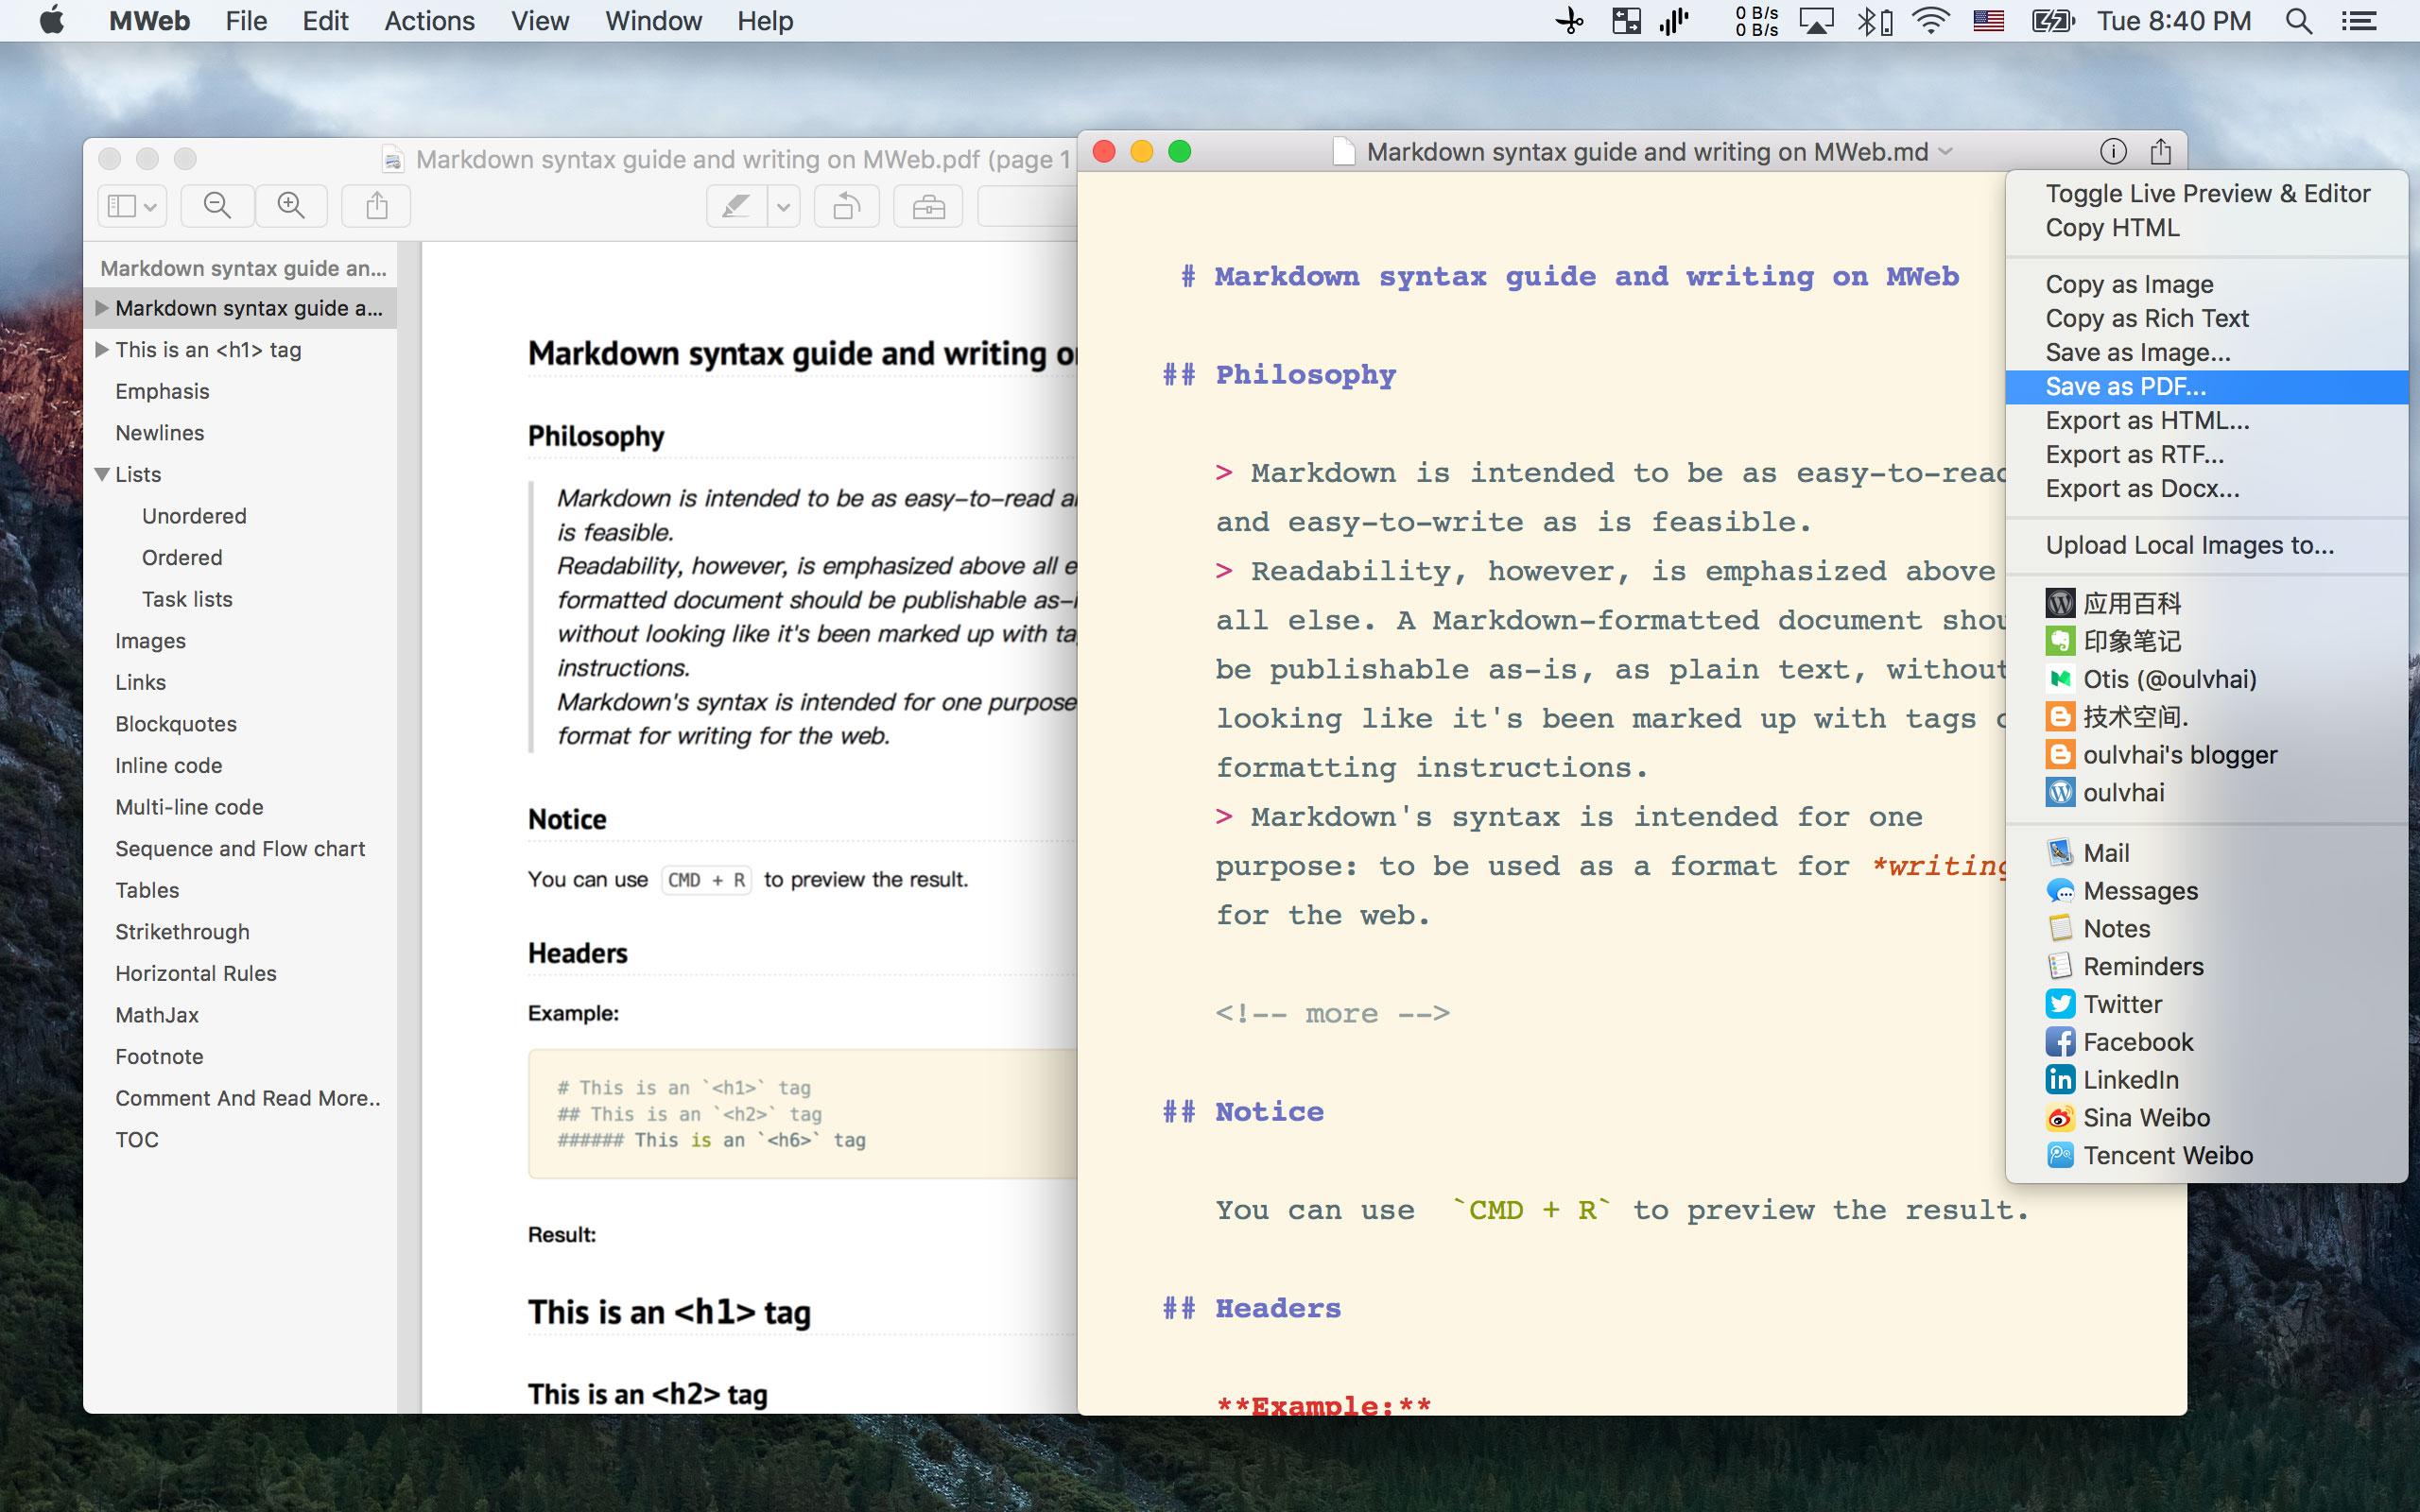 MWeb File Edit Actions View Window Help
0 B/s
0 B/s
Tue 8:40 PM
Markdown syntax guide and writing on MWeb.pdf (page 1
Markdown syntax guide an...
Markdown syntax guide a...
This is an <h1> tag
Emphasis
Newlines
Lists
Unordered
Ordered
Task lists
Images
Links
Blockquotes
Inline code
Multi-line code
Sequence and Flow chart
Tables
Strikethrough
Horizontal Rules
MathJax
Footnote
Comment And Read More..
TOC
Markdown syntax guide and writing o
Philosophy
Markdown is intended to be as easy-to-read a
is feasible.
Readability, however, is emphasized above all e
formatted document should be publishable as-i
without looking like it's been marked up with ta
instructions.
Markdown's syntax is intended for one purpose
format for writing for the web.
Notice
You can use CMD + R to preview the result.
Headers
Example:
# This is an `<h1>` tag
## This is an `<h2>` tag
###### This is an `<h6>` tag
Result:
This is an <h1> tag
This is an <h2> tag
Markdown syntax guide and writing on MWeb.md
# Markdown syntax guide and writing on MWeb
## Philosophy
> Markdown is intended to be as easy-to-read
and easy-to-write as is feasible.
> Readability, however, is emphasized above
all else. A Markdown-formatted document shou
be publishable as-is, as plain text, without
looking like it's been marked up with tags o
formatting instructions.
> Markdown's syntax is intended for one
purpose: to be used as a format for *writing
for the web.
<!-- more -->
## Notice
You can use `CMD + R` to preview the result.
## Headers
**Example:**
Toggle Live Preview & Editor
Copy HTML
Copy as Image
Copy as Rich Text
Save as Image...
Save as PDF...
Export as HTML...
Export as RTF...
Export as Docx...
Upload Local Images to...
应用百科
印象笔记
Otis (@oulvhai)
技术空间.
oulvhai's blogger
oulvhai
Mail
Messages
Notes
Reminders
Twitter
Facebook
LinkedIn
Sina Weibo
Tencent Weibo